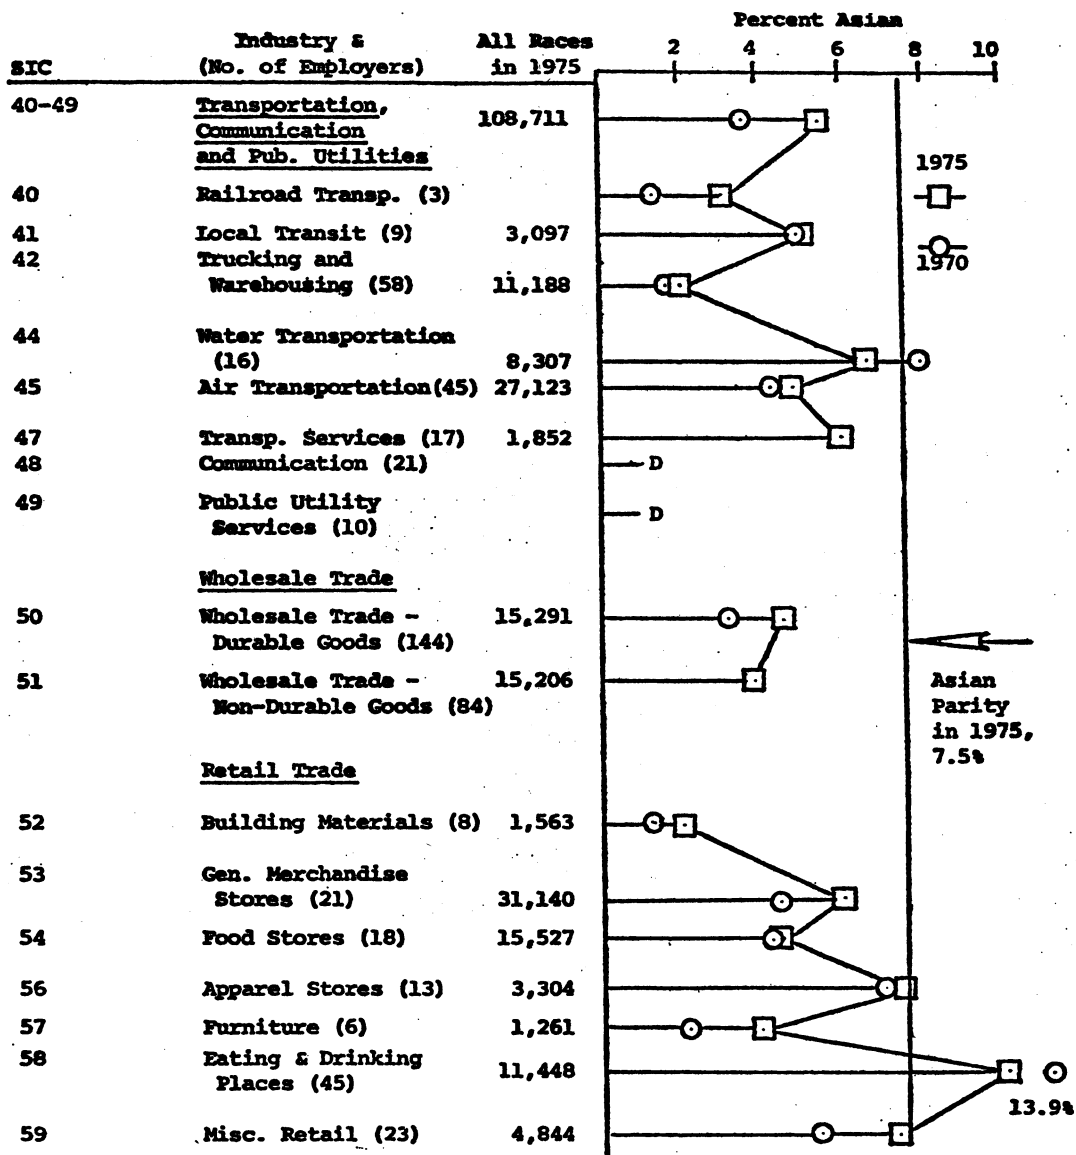 Percent Asian
Industry & All Races
SIC (No. of Employers) in 1975 2 4 6 8 10
40-49 Transportation,
Communication 108,711
and Pub. Utilities
1975
40 Railroad Transp. (3)
41 Local Transit (9) 3,097
42 Trucking and 1970
Warehousing (58) 11,188
44 Water Transportation
(16) 8,307
45 Air Transportation(45) 27,123
47 Transp. Services (17) 1,852
48 Communication (21) D
49 Public Utility D
Services (10)
Wholesale Trade
50 Wholesale Trade - 15,291
Durable Goods (144)
51 Wholesale Trade - 15,206 Asian
Non-Durable Goods (84) Parity
in 1975,
7.5%
Retail Trade
52 Building Materials (8) 1,563
53 Gen. Merchandise
Stores (21) 31,140
54 Food Stores (18) 15,527
56 Apparel Stores (13) 3,304
57 Furniture (6) 1,261
58 Eating & Drinking 11,448
Places (45)
13.9%
59 Misc. Retail (23) 4,844